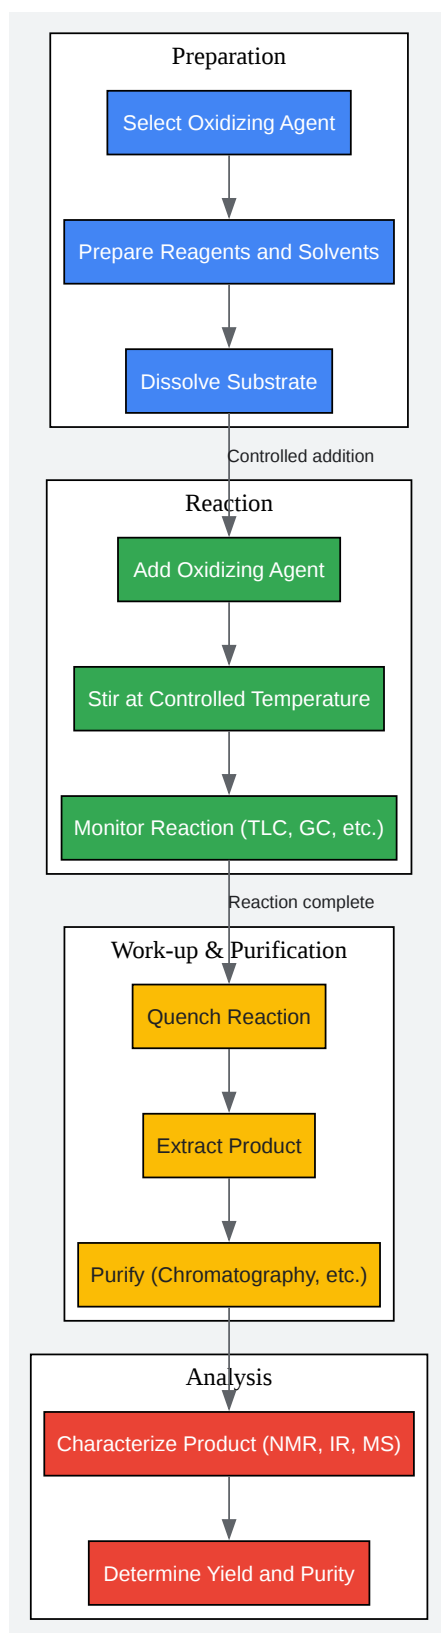 Preparation
Select Oxidizing Agent
Prepare Reagents and Solvents
Dissolve Substrate
Controlled addition
Reaction
Add Oxidizing Agent
Stir at Controlled Temperature
Monitor Reaction (TLC, GC, etc.)
Reaction complete
Work-up & Purification
Quench Reaction
Extract Product
Purify (Chromatography, etc.)
Analysis
Characterize Product (NMR, IR, MS)
Determine Yield and Purity